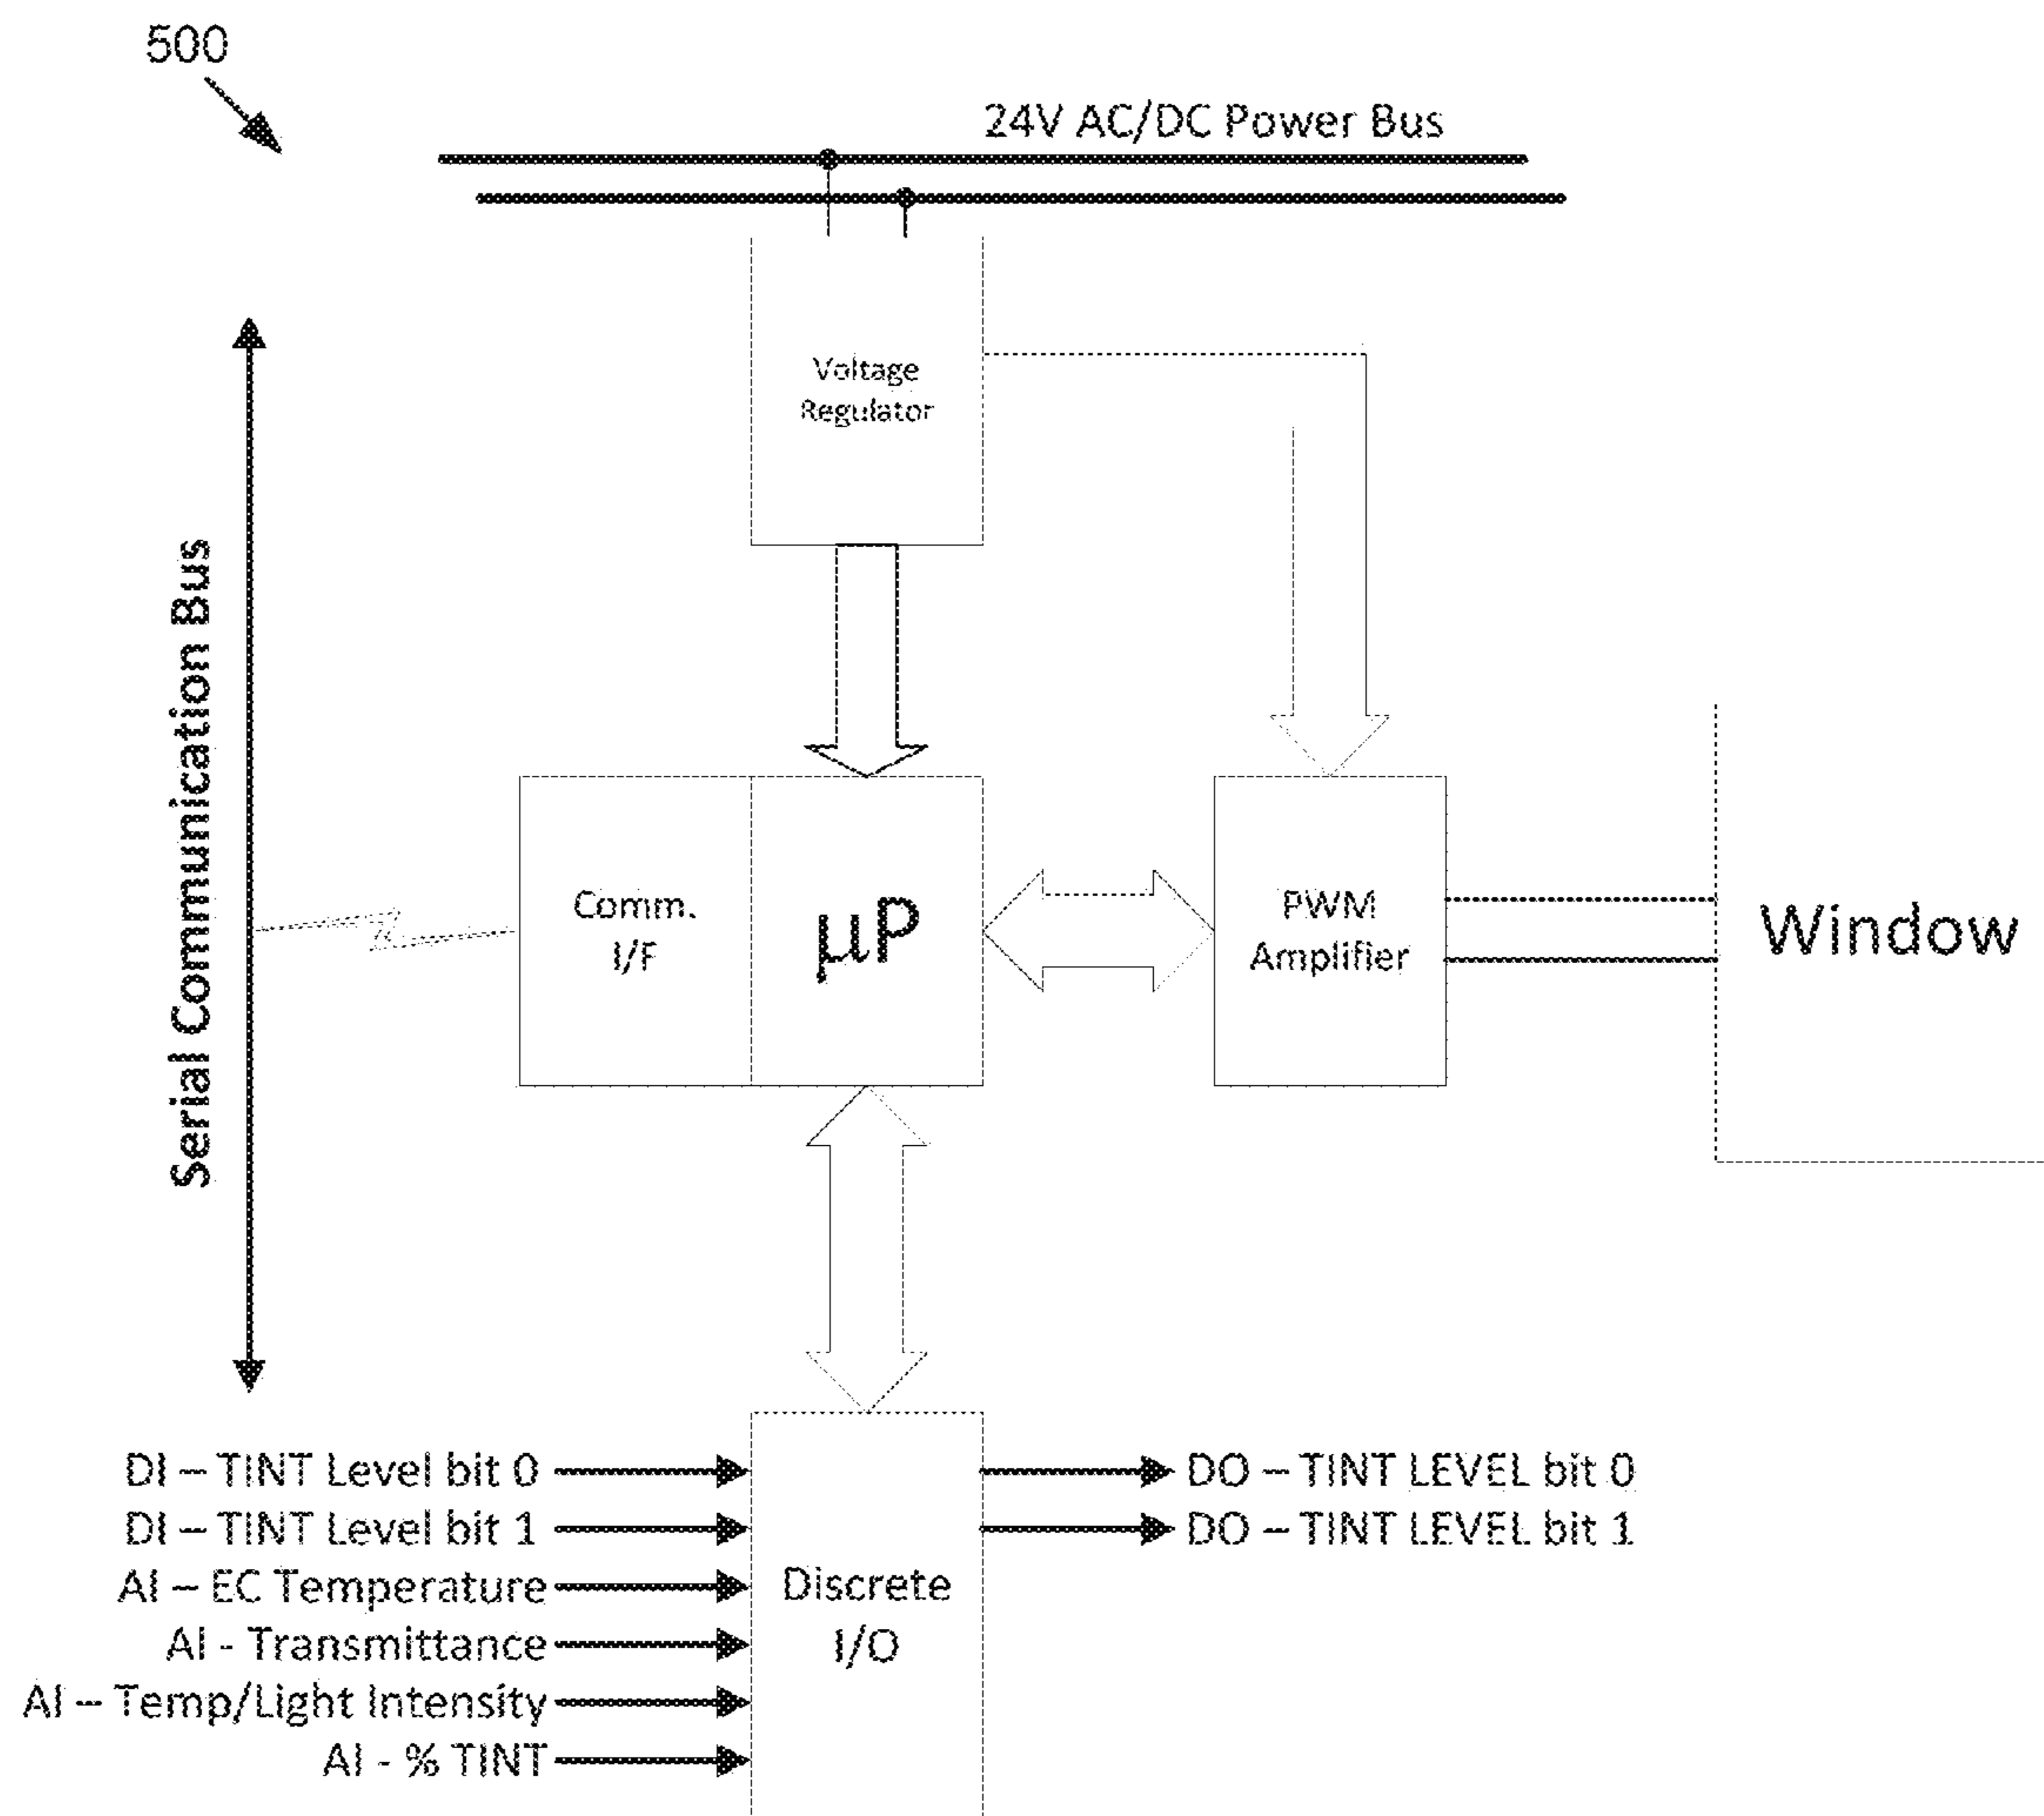 500
24V AC/DC Power Bus
Voltage
Regulator
Serial Communication Bus
Comm.
I/F
µP
PWM
Amplifier
Window
DI – TINT Level bit 0
DI – TINT Level bit 1
AI – EC Temperature
AI - Transmittance
AI – Temp/Light Intensity
AI - % TINT
Discrete
I/O
DO – TINT LEVEL bit 0
DO – TINT LEVEL bit 1